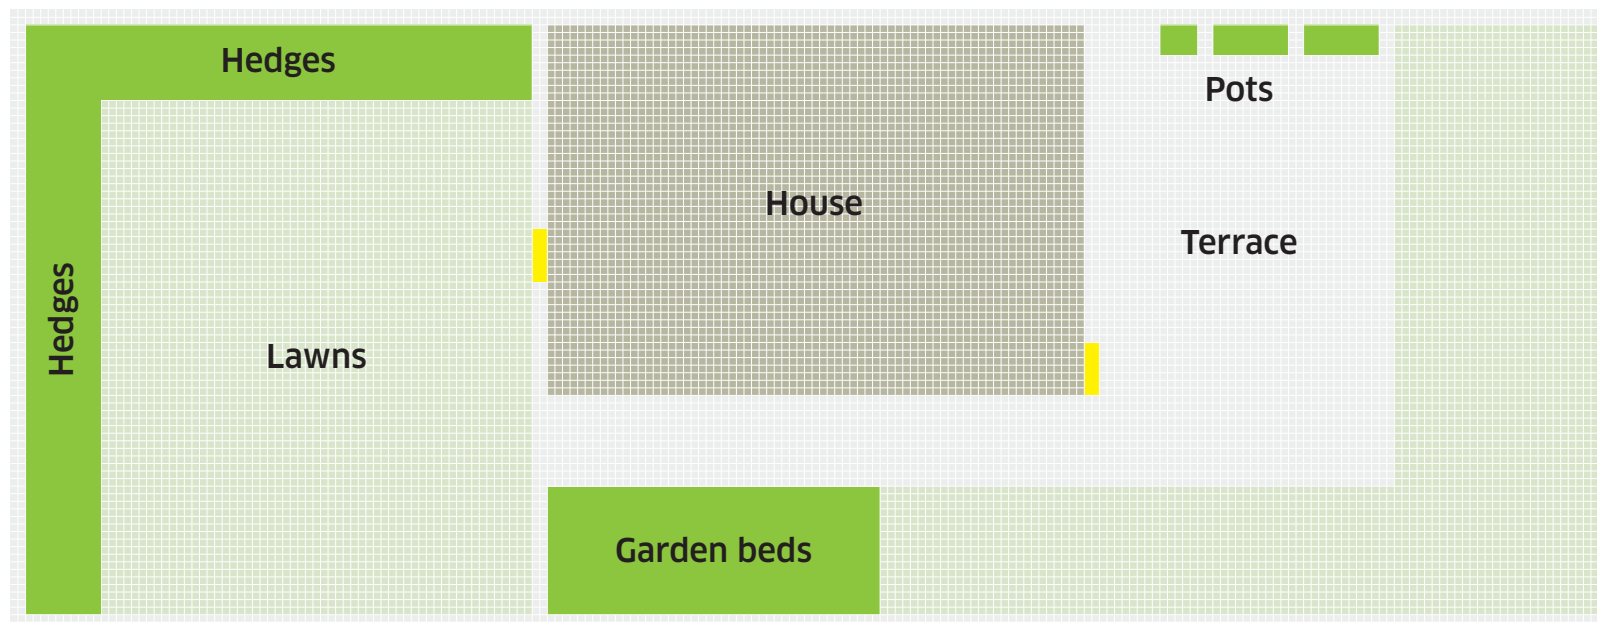 Hedges
Pots
House
Terrace
Hedges
Lawns
Garden beds